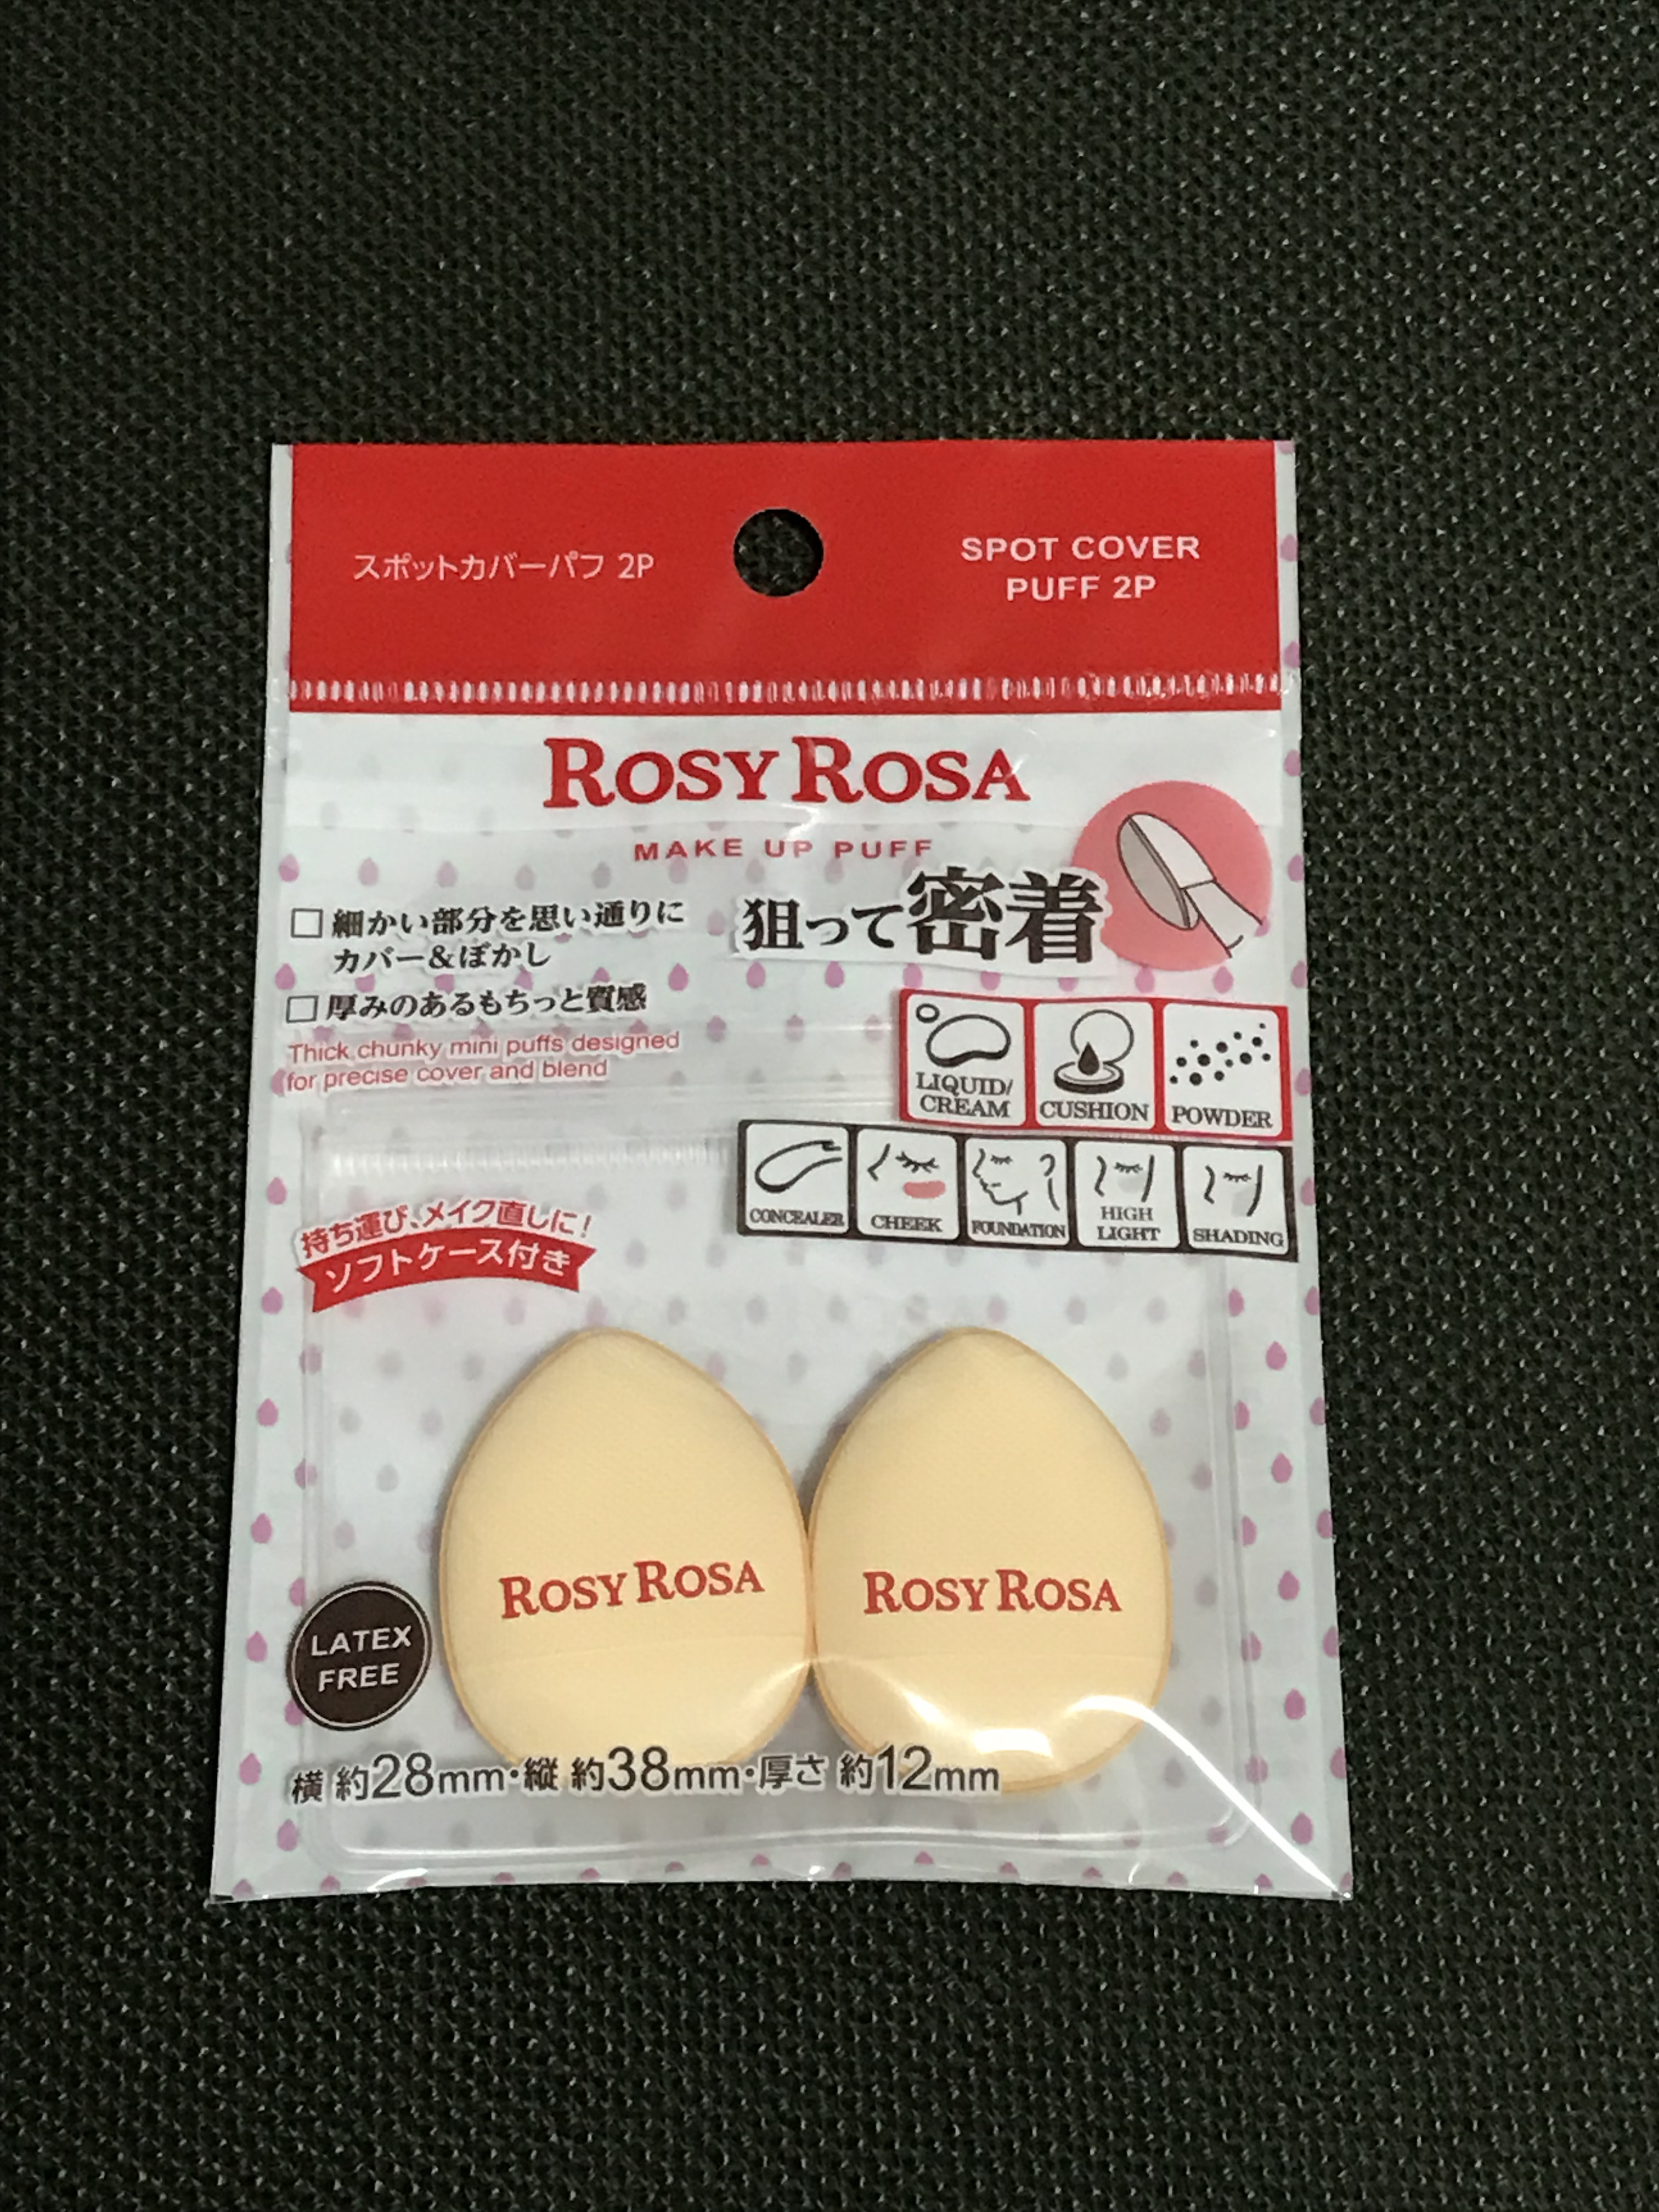 スポットカバーパフ 2P
SPOT COVER
PUFF 2P
ROSY ROSA
MAKE UP PUFF
□ 細かい部分を思い通りに
カバー&ぼかし
□ 厚みのあるもちっと質感
Thick chunky mini puffs designed
for precise cover and blend
狙って密着
LIQUID/
CREAM
CUSHION
POWDER
CONCEALER
CHEEK
FOUNDATION
HIGH
LIGHT
SHADING
持ち運び、メイク直しに!
ソフトケース付き
ROSY ROSA
ROSY ROSA
LATEX
FREE
横 約28mm・縦 約38mm・厚さ 約12mm